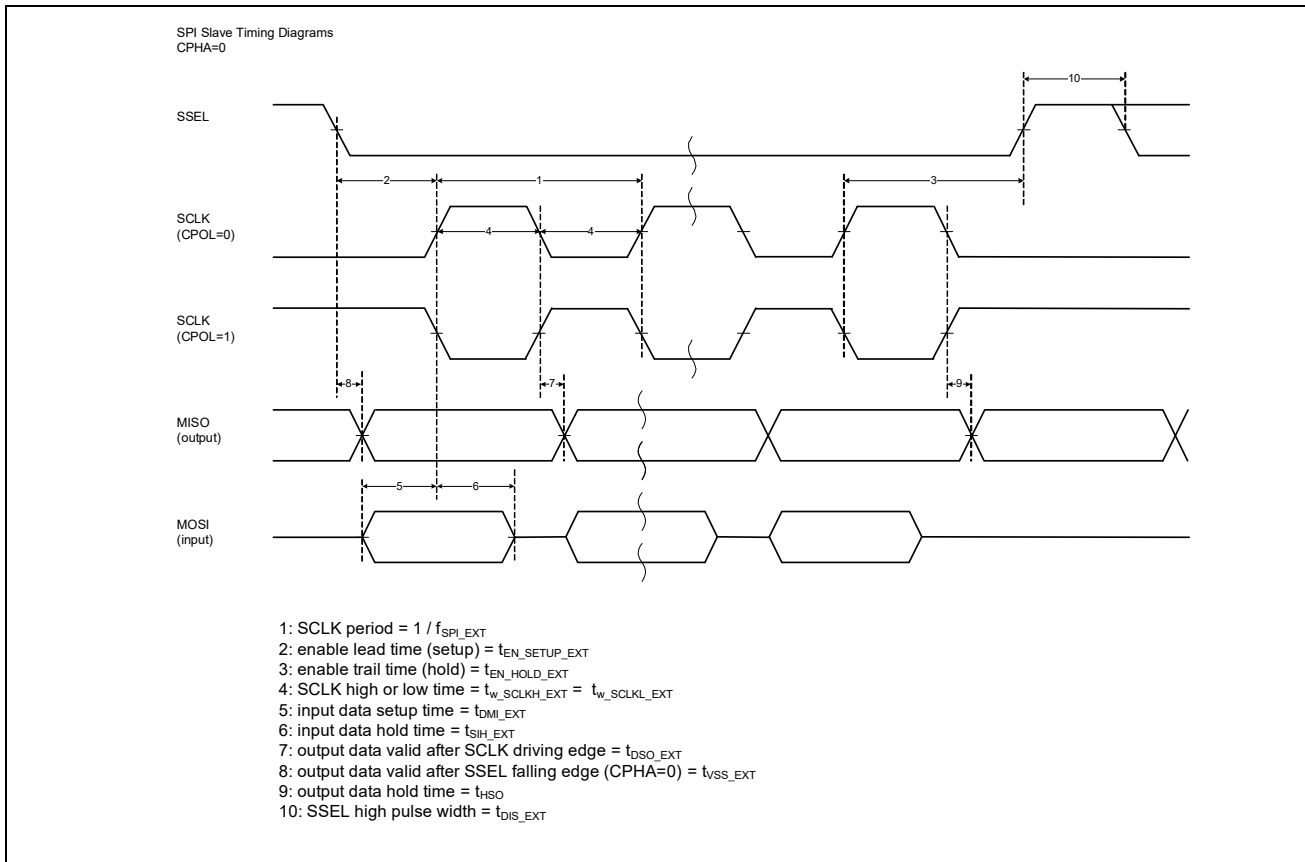 SPI Slave Timing Diagrams
CPHA=0
10
SSEL
2
1
3
SCLK
(CPOL=0)
4
4
SCLK
(CPOL=1)
8
7
9
MISO
(output)
5
6
MOSI
(input)
1: SCLK period = 1 / fSPI_EXT
2: enable lead time (setup) = tEN_SETUP_EXT
3: enable trail time (hold) = tEN_HOLD_EXT
4: SCLK high or low time = tw_SCLKH_EXT = tw_SCLKL_EXT
5: input data setup time = tDMI_EXT
6: input data hold time = tSIH_EXT
7: output data valid after SCLK driving edge = tDSO_EXT
8: output data valid after SSEL falling edge (CPHA=0) = tVSS_EXT
9: output data hold time = tHSO
10: SSEL high pulse width = tDIS_EXT